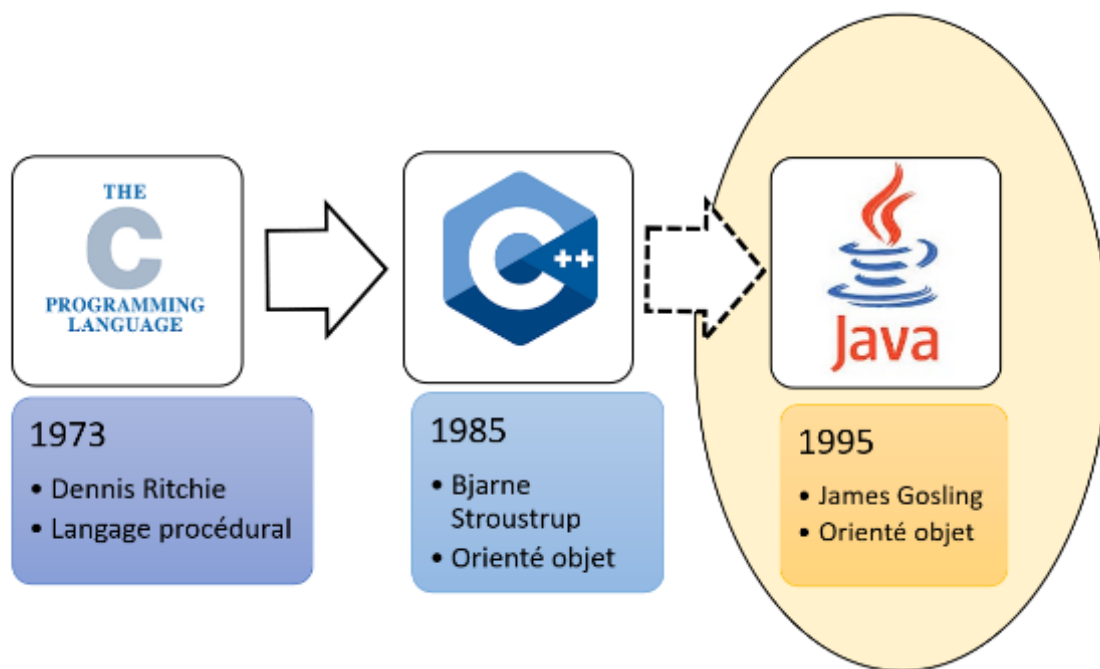 THE
C
PROGRAMMING
LANGUAGE
1973
• Dennis Ritchie
• Langage procédural
C++
1985
• Bjarne
Stroustrup
• Orienté objet
Java
1995
• James Gosling
• Orienté objet